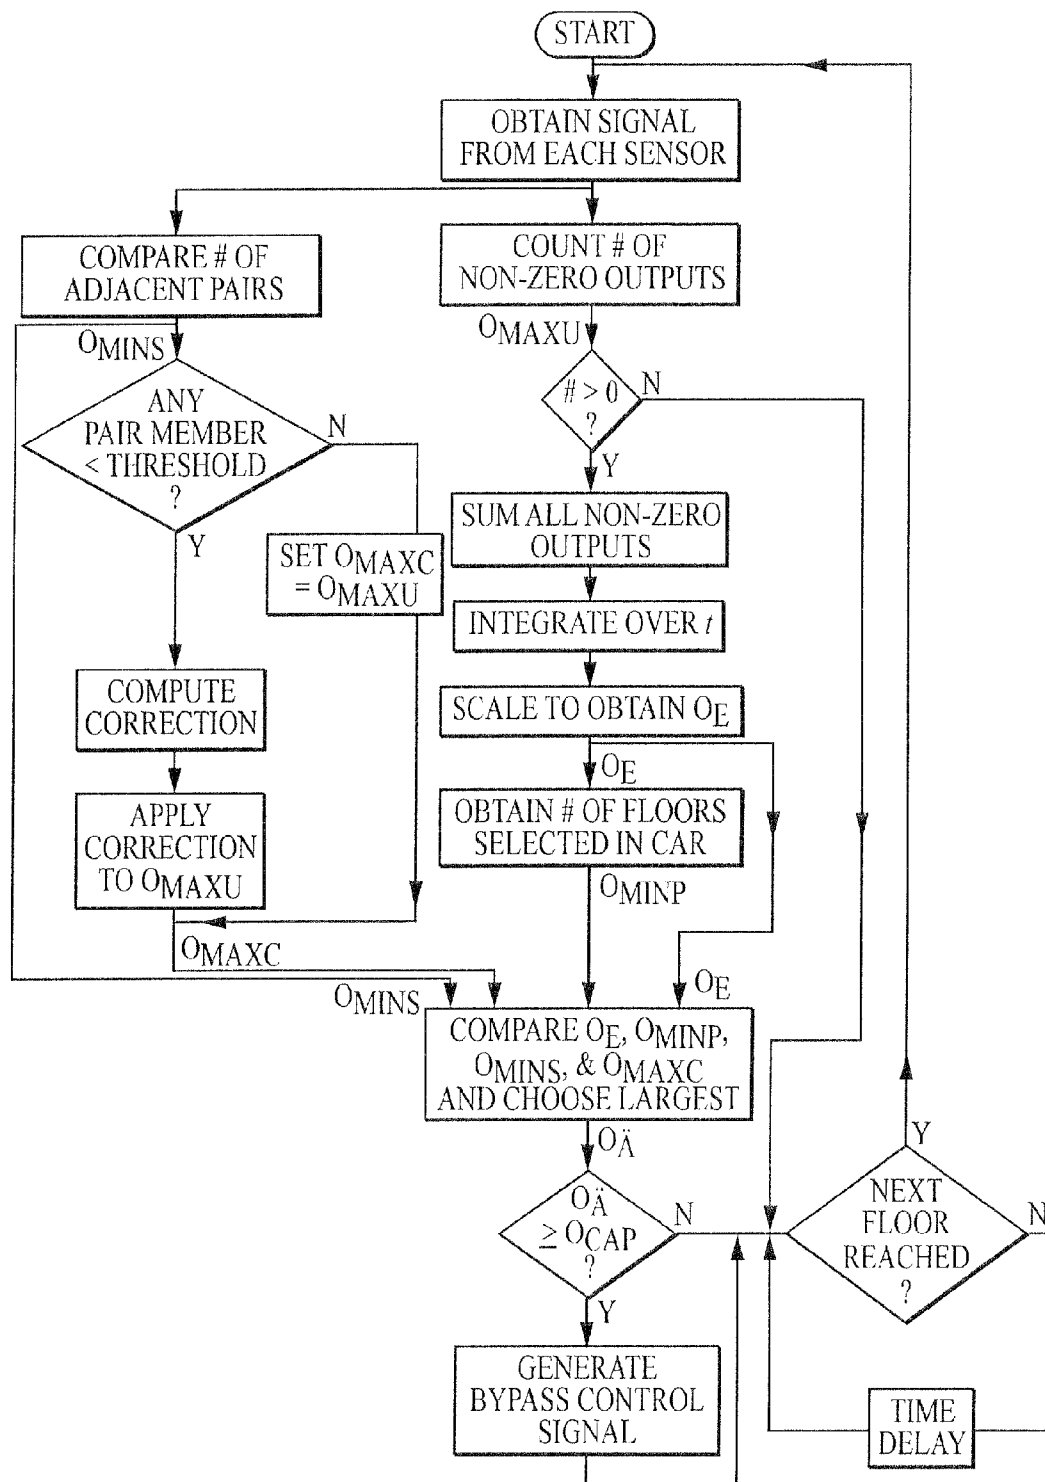 START
OBTAIN SIGNAL
FROM EACH SENSOR
COMPARE # OF
ADJACENT PAIRS
COUNT # OF
NON-ZERO OUTPUTS
OMINS
OMAXU
ANY
PAIR MEMBER
< THRESHOLD
?
N
Y
# > 0
?
N
Y
SET OMAXC
= OMAXU
SUM ALL NON-ZERO
OUTPUTS
INTEGRATE OVER t
COMPUTE
CORRECTION
SCALE TO OBTAIN OE
OE
APPLY
CORRECTION
TO OMAXU
OBTAIN # OF FLOORS
SELECTED IN CAR
OMINP
OMAXC
OMINS
OE
COMPARE OE, OMINP,
OMINS, & OMAXC
AND CHOOSE LARGEST
OÄ
OÄ
≥ OCAP
?
N
Y
NEXT
FLOOR
REACHED
?
Y
N
GENERATE
BYPASS CONTROL
SIGNAL
TIME
DELAY